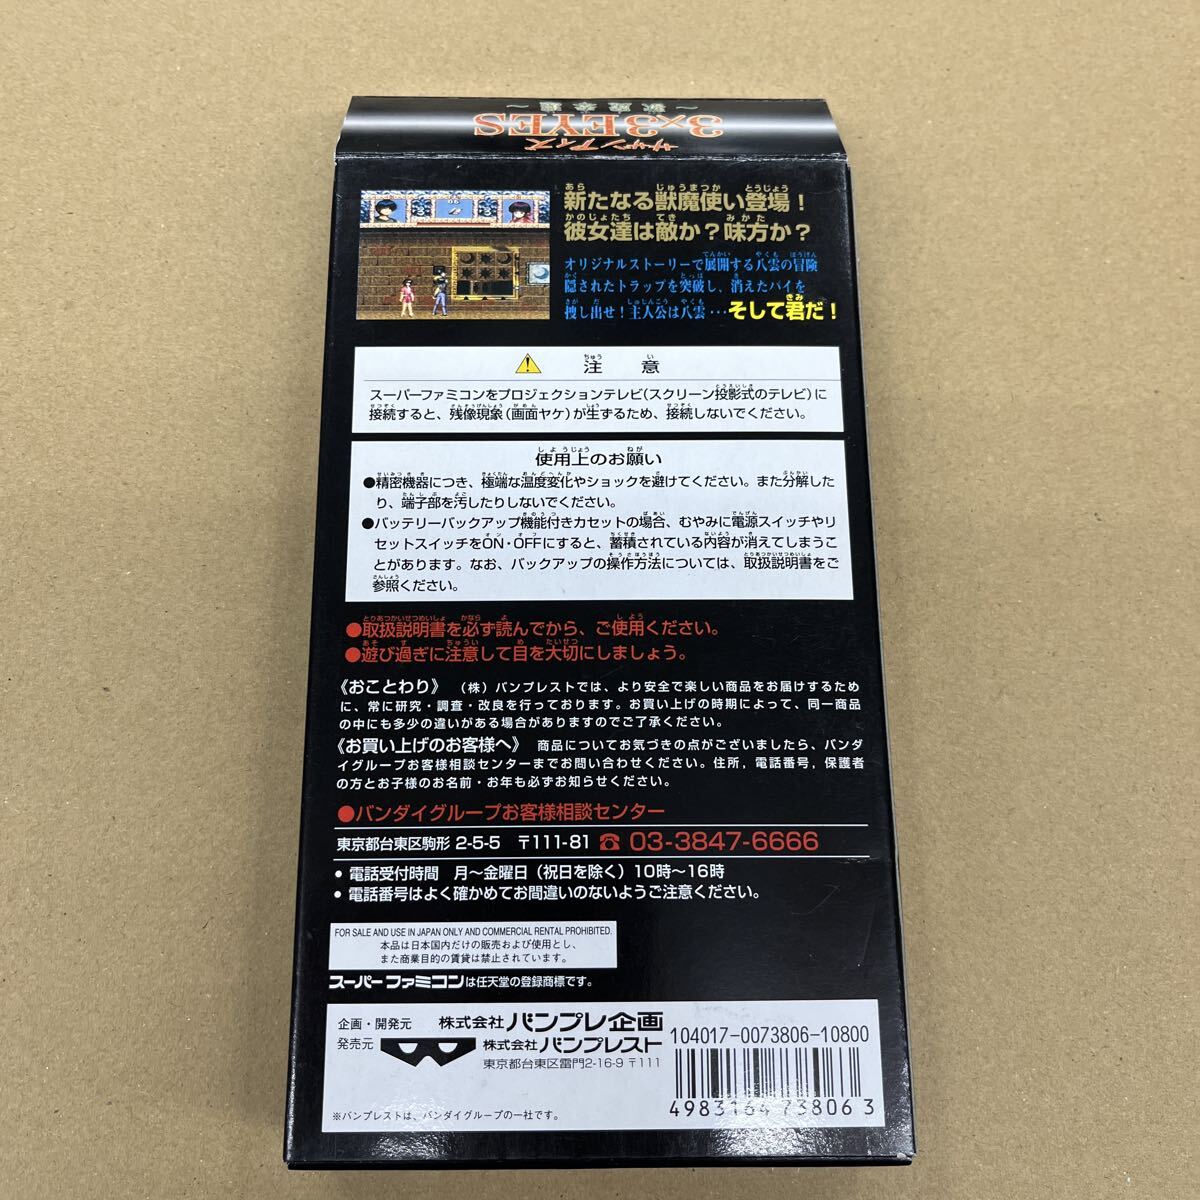 サザンアイズ
3×3EYES
～獣魔奉還～
新たなる獣魔使い登場！
彼女達は敵か？味方か？
オリジナルストーリーで展開する八雲の冒険
隠されたトラップを突破し、消えたパイを
捜し出せ！主人公は八雲…そして君だ！
注意
スーパーファミコンをプロジェクションテレビ(スクリーン投影式のテレビ)に
接続すると、残像現象(画面ヤケ)が生ずるため、接続しないでください。
使用上のお願い
●精密機器につき、極端な温度変化やショックを避けてください。また分解した
り、端子部を汚したりしないでください。
●バッテリーバックアップ機能付きカセットの場合、むやみに電源スイッチやリ
セットスイッチをON・OFFにすると、蓄積されている内容が消えてしまうこ
とがあります。なお、バックアップの操作方法については、取扱説明書をご
参照ください。
●取扱説明書を必ず読んでから、ご使用ください。
●遊び過ぎに注意して目を大切にしましょう。
《おことわり》（株）バンプレストでは、より安全で楽しい商品をお届けするため
に、常に研究・調査・改良を行っております。お買い上げの時期によって、同一商品
の中にも多少の違いがある場合がありますのでご了承ください。
《お買い上げのお客様へ》商品についてお気づきの点がございましたら、バンダ
イグループお客様相談センターまでお問い合わせください。住所，電話番号，保護者
の方とお子様のお名前・お年も必ずお知らせください。
●バンダイグループお客様相談センター
東京都台東区駒形 2-5-5 〒111-81 ☎ 03-3847-6666
・電話受付時間 月～金曜日（祝日を除く）10時～16時
・電話番号はよく確かめてお間違いのないようご注意ください。
FOR SALE AND USE IN JAPAN ONLY AND COMMERCIAL RENTAL PROHIBITED.
本品は日本国内だけの販売および使用とし、
また商業目的の賃貸は禁止されています。
スーパーファミコンは任天堂の登録商標です。
企画・開発元 株式会社バンプレ企画
発売元 株式会社バンプレスト
東京都台東区雷門2-16-9 〒111
※バンプレストは、バンダイグループの一社です。
104017-0073806-10800
4983164738063